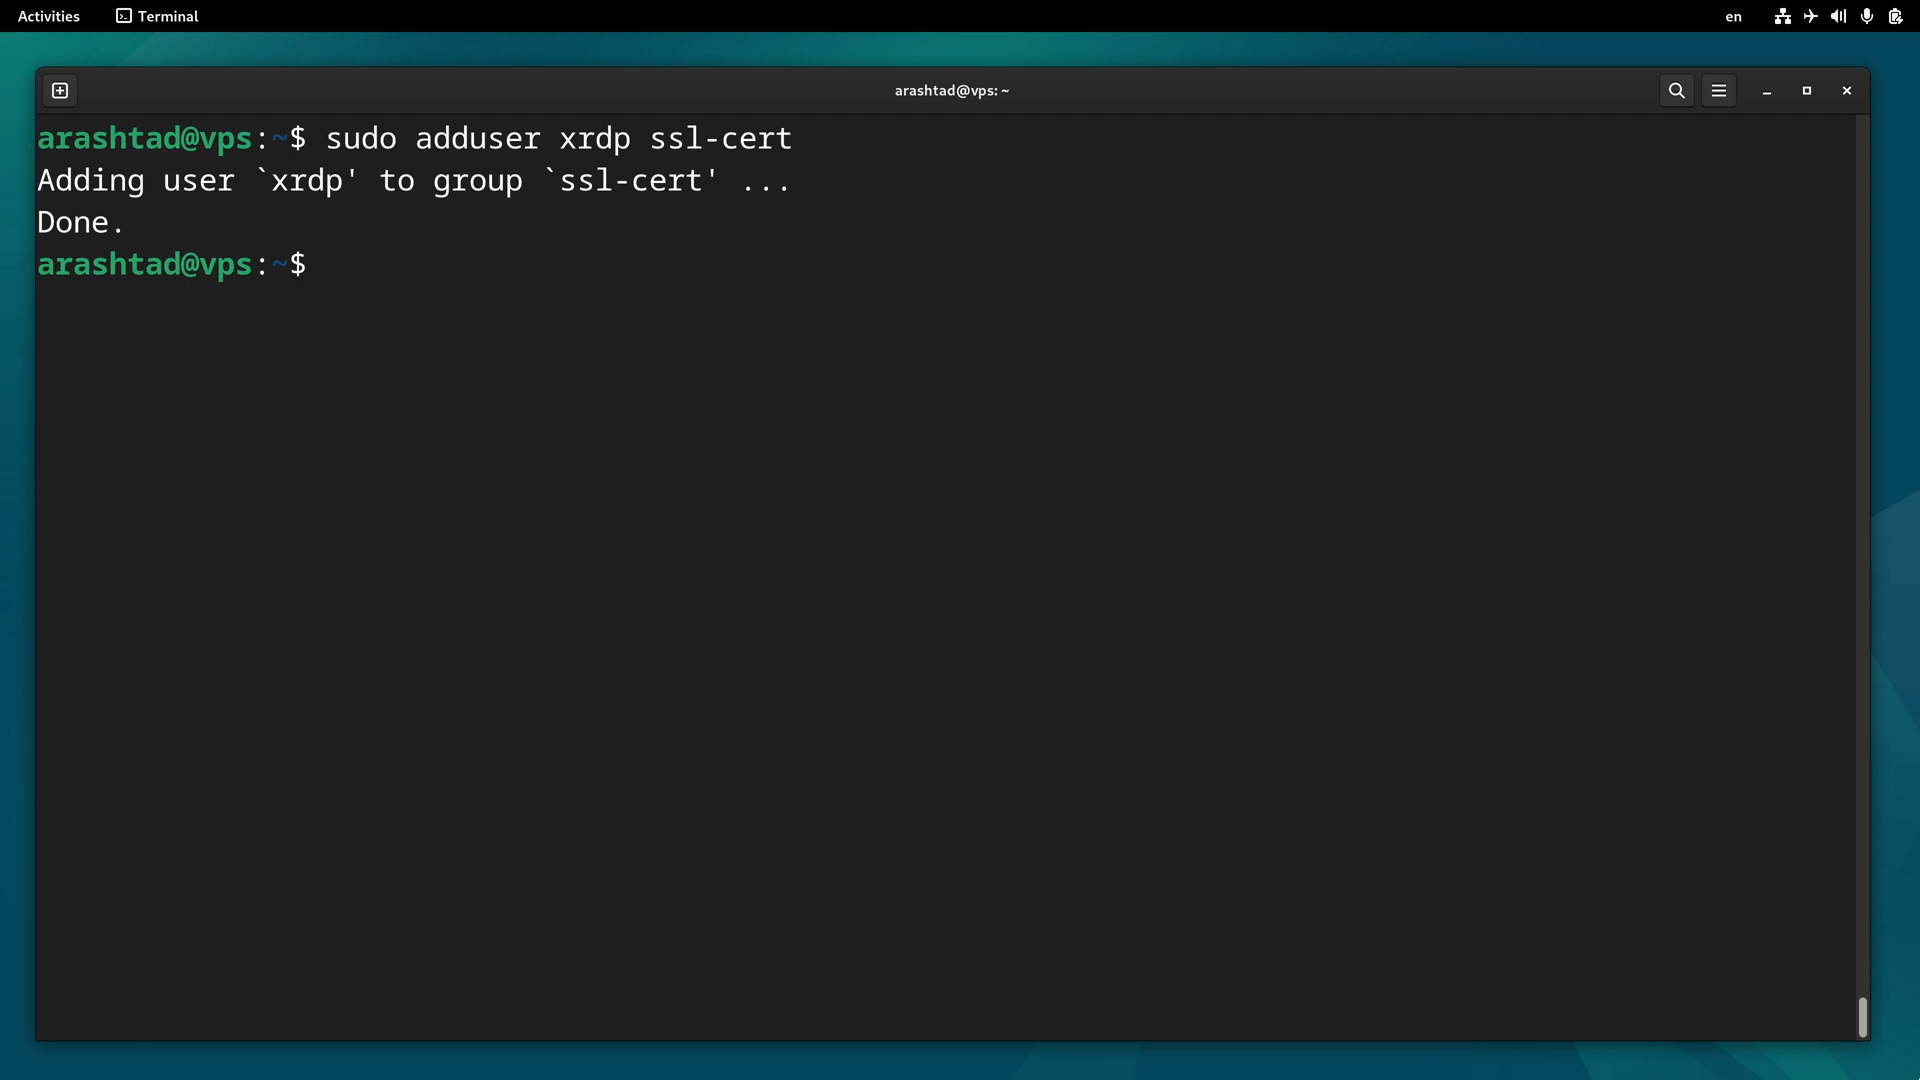 Activities Terminal en
arashtad@vps: ~
arashtad@vps:~$ sudo adduser xrdp ssl-cert
Adding user `xrdp' to group `ssl-cert' ...
Done.
arashtad@vps:~$